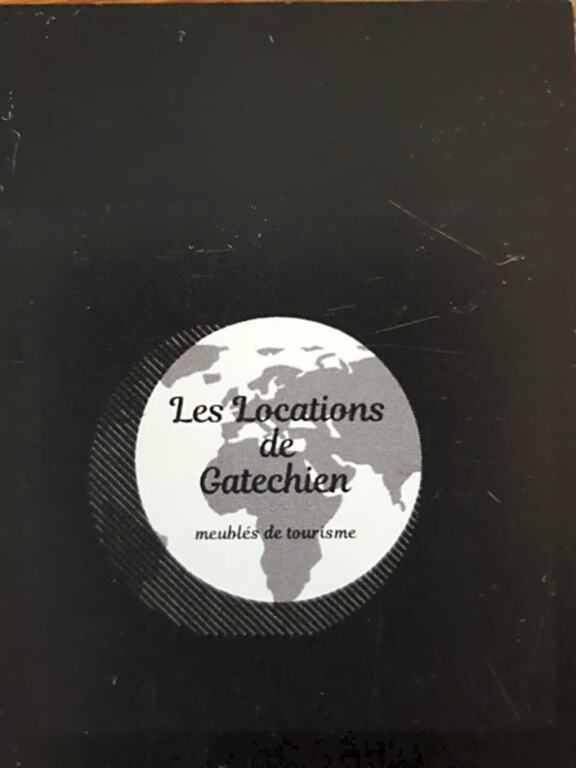 Les Locations
de
Gatechien
meublés de tourisme